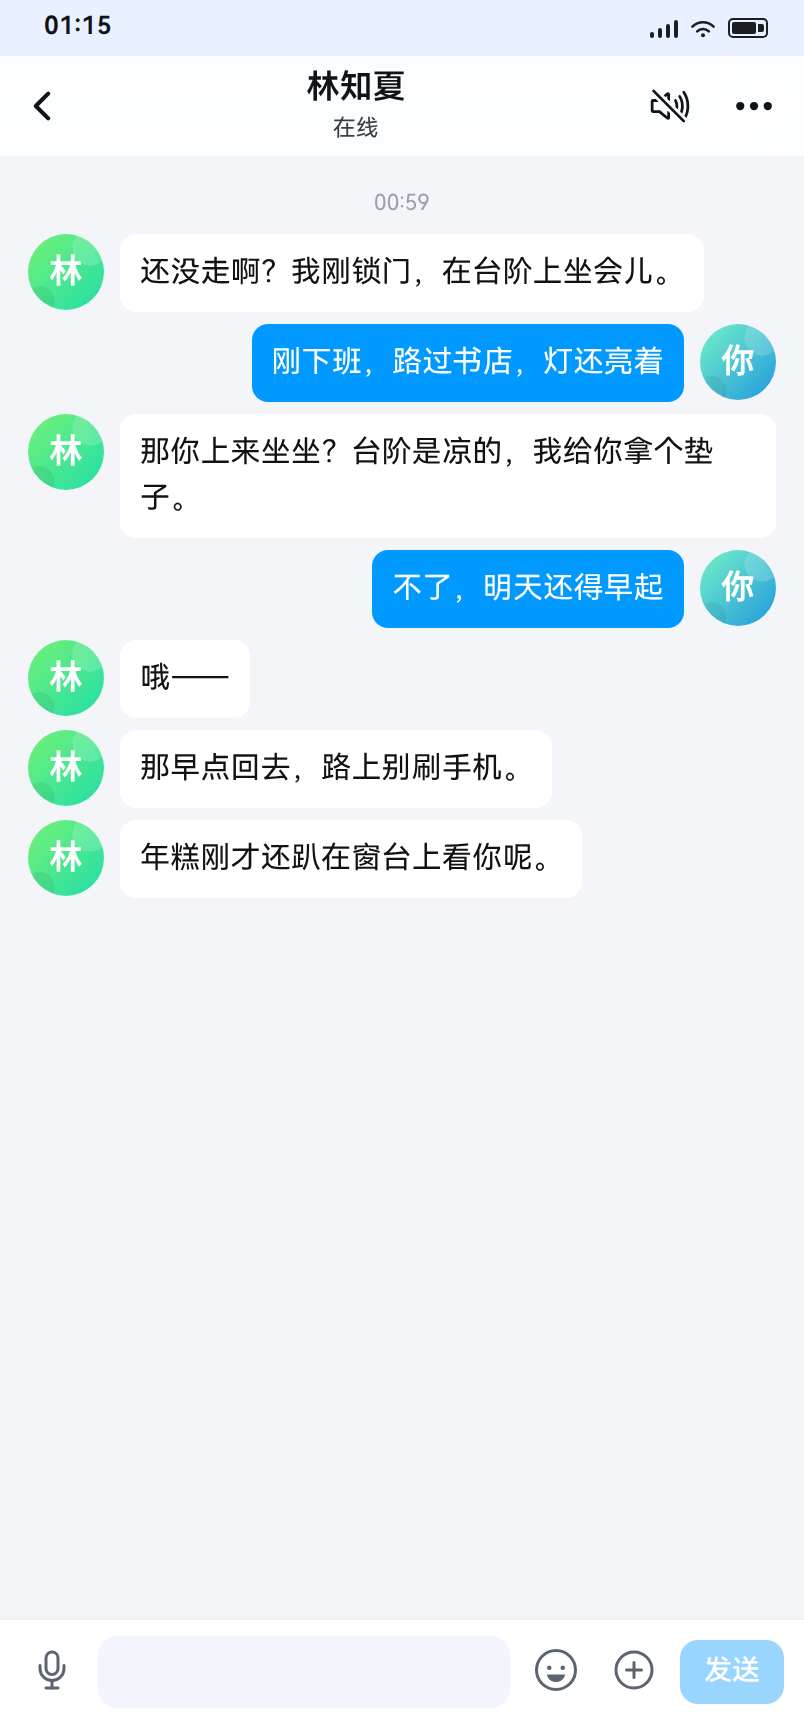 01:15
林知夏
在线
00:59
林
还没走啊？我刚锁门，在台阶上坐会儿。
刚下班，路过书店，灯还亮着
你
林
那你上来坐坐？台阶是凉的，我给你拿个垫
子。
不了，明天还得早起
你
林
哦——
林
那早点回去，路上别刷手机。
林
年糕刚才还趴在窗台上看你呢。
发送